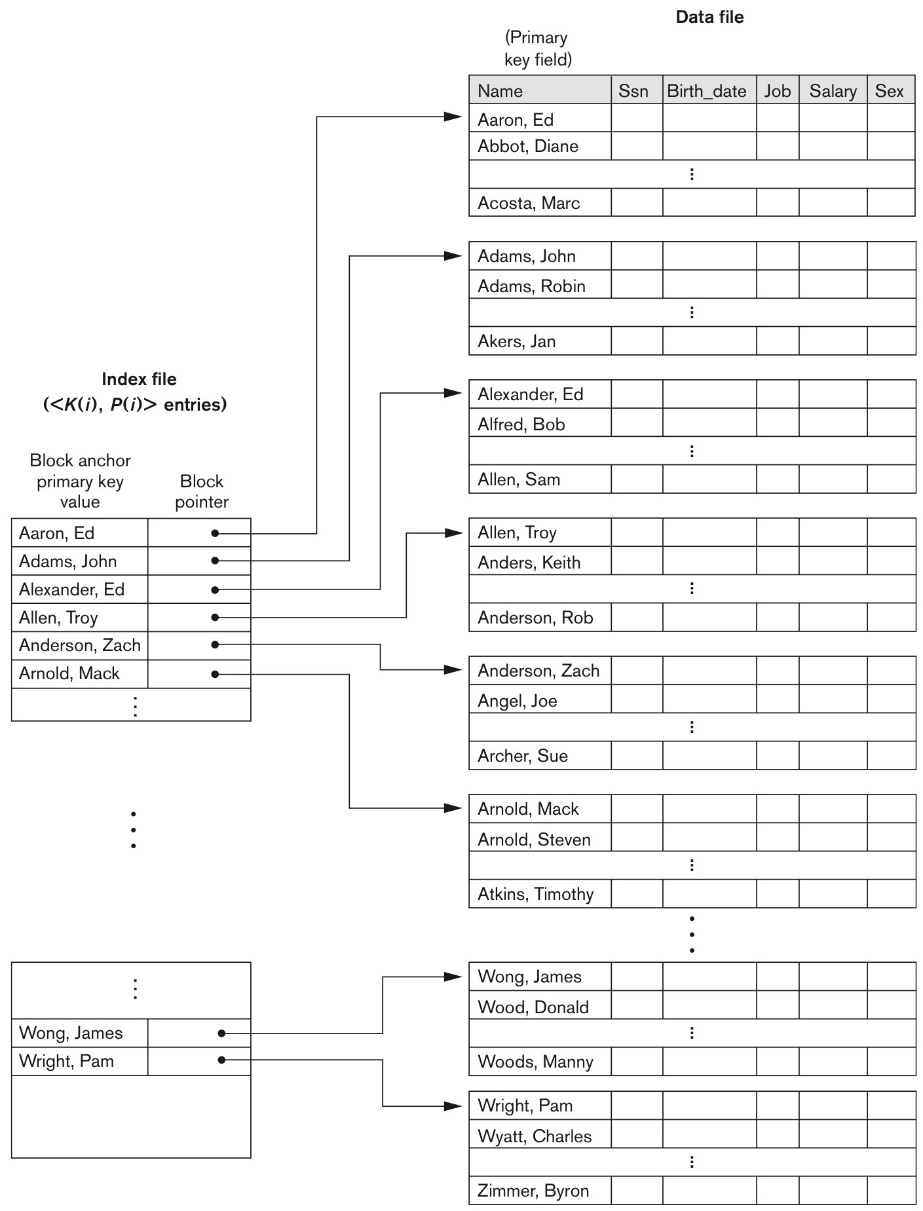 Data file
(Primary
key field)
Name Ssn Birth_date Job Salary Sex
Aaron, Ed
Abbot, Diane
⋮
Acosta, Marc
Adams, John
Adams, Robin
⋮
Akers, Jan
Alexander, Ed
Alfred, Bob
⋮
Allen, Sam
Allen, Troy
Anders, Keith
⋮
Anderson, Rob
Anderson, Zach
Angel, Joe
⋮
Archer, Sue
Arnold, Mack
Arnold, Steven
⋮
Atkins, Timothy
⋮
Wong, James
Wood, Donald
⋮
Woods, Manny
Wright, Pam
Wyatt, Charles
⋮
Zimmer, Byron
Index file
(<K(i), P(i)> entries)
Block anchor
primary key
value
Block
pointer
Aaron, Ed
Adams, John
Alexander, Ed
Allen, Troy
Anderson, Zach
Arnold, Mack
⋮
⋮
⋮
Wong, James
Wright, Pam